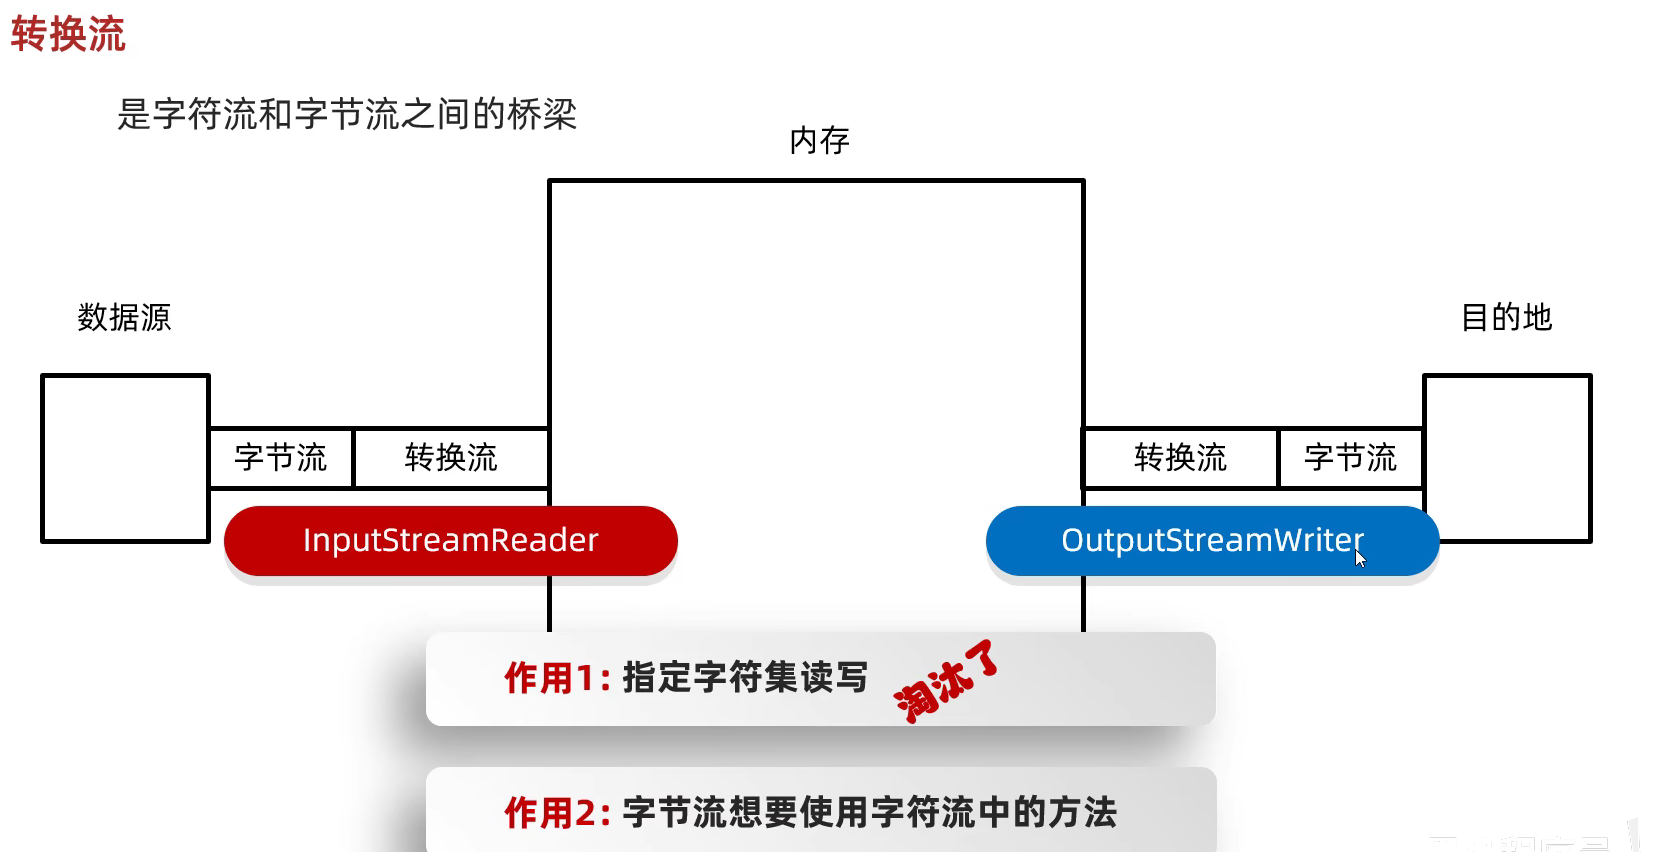 转换流
是字符流和字节流之间的桥梁
内存
数据源
目的地
字节流
转换流
转换流
字节流
InputStreamReader
OutputStreamWriter
作用1：指定字符集读写
淘汰了
作用2：字节流想要使用字符流中的方法